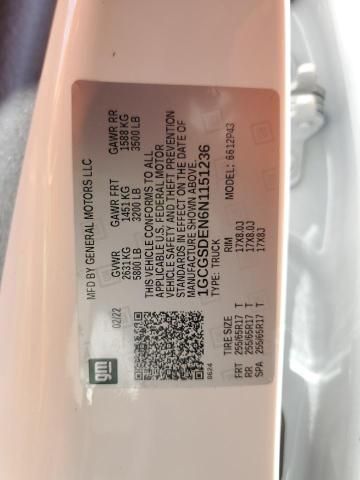 MFD BY GENERAL MOTORS LLC
GVWR GAWR FRT GAWR RR
2631 KG 1451 KG 1588 KG
5800 LB 3200 LB 3500 LB
THIS VEHICLE CONFORMS TO ALL
APPLICABLE U.S. FEDERAL MOTOR
VEHICLE SAFETY AND THEFT PREVENTION
STANDARDS IN EFFECT ON THE DATE OF
MANUFACTURE SHOWN ABOVE.
1GCGSDEN6N1151236
TYPE: TRUCK MODEL: 6612P43
02/22
gm
B624
TIRE SIZE RIM
FRT 255/65R17 T 17X8.0J
RR 255/65R17 T 17X8.0J
SPA 255/65R17 T 17X8J